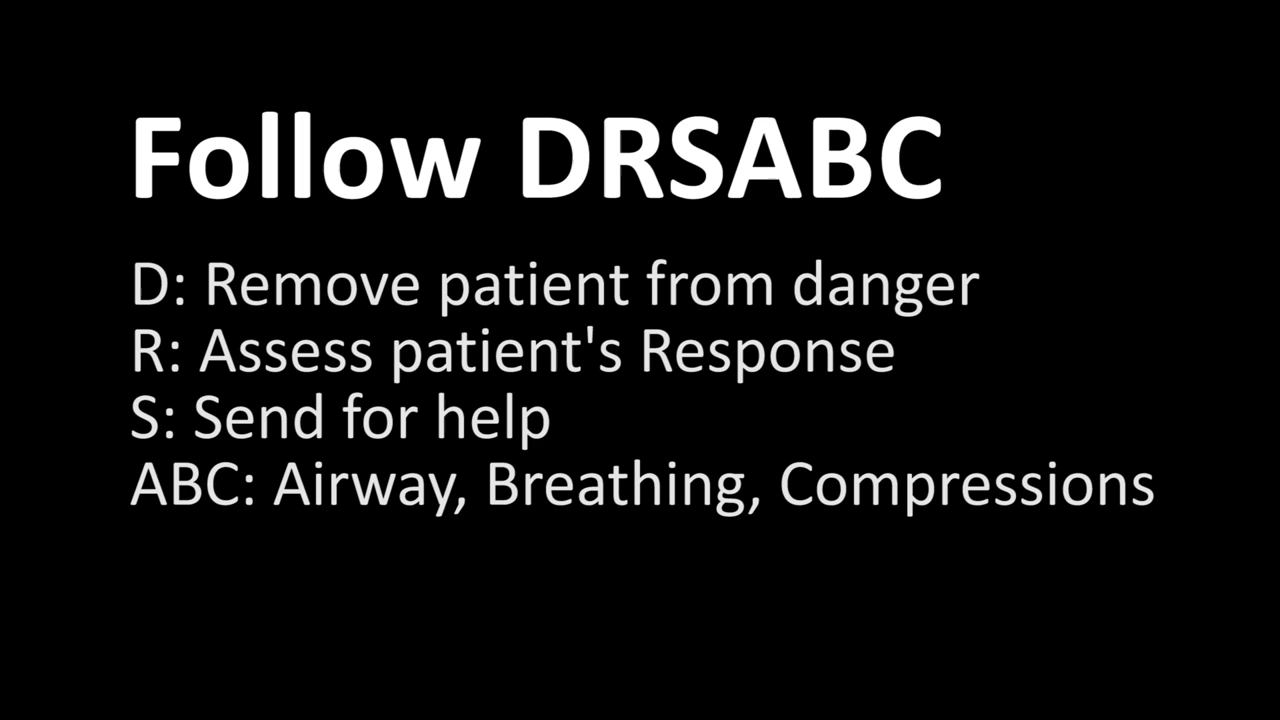 Follow DRSABC
D: Remove patient from danger
R: Assess patient's Response
S: Send for help
ABC: Airway, Breathing, Compressions